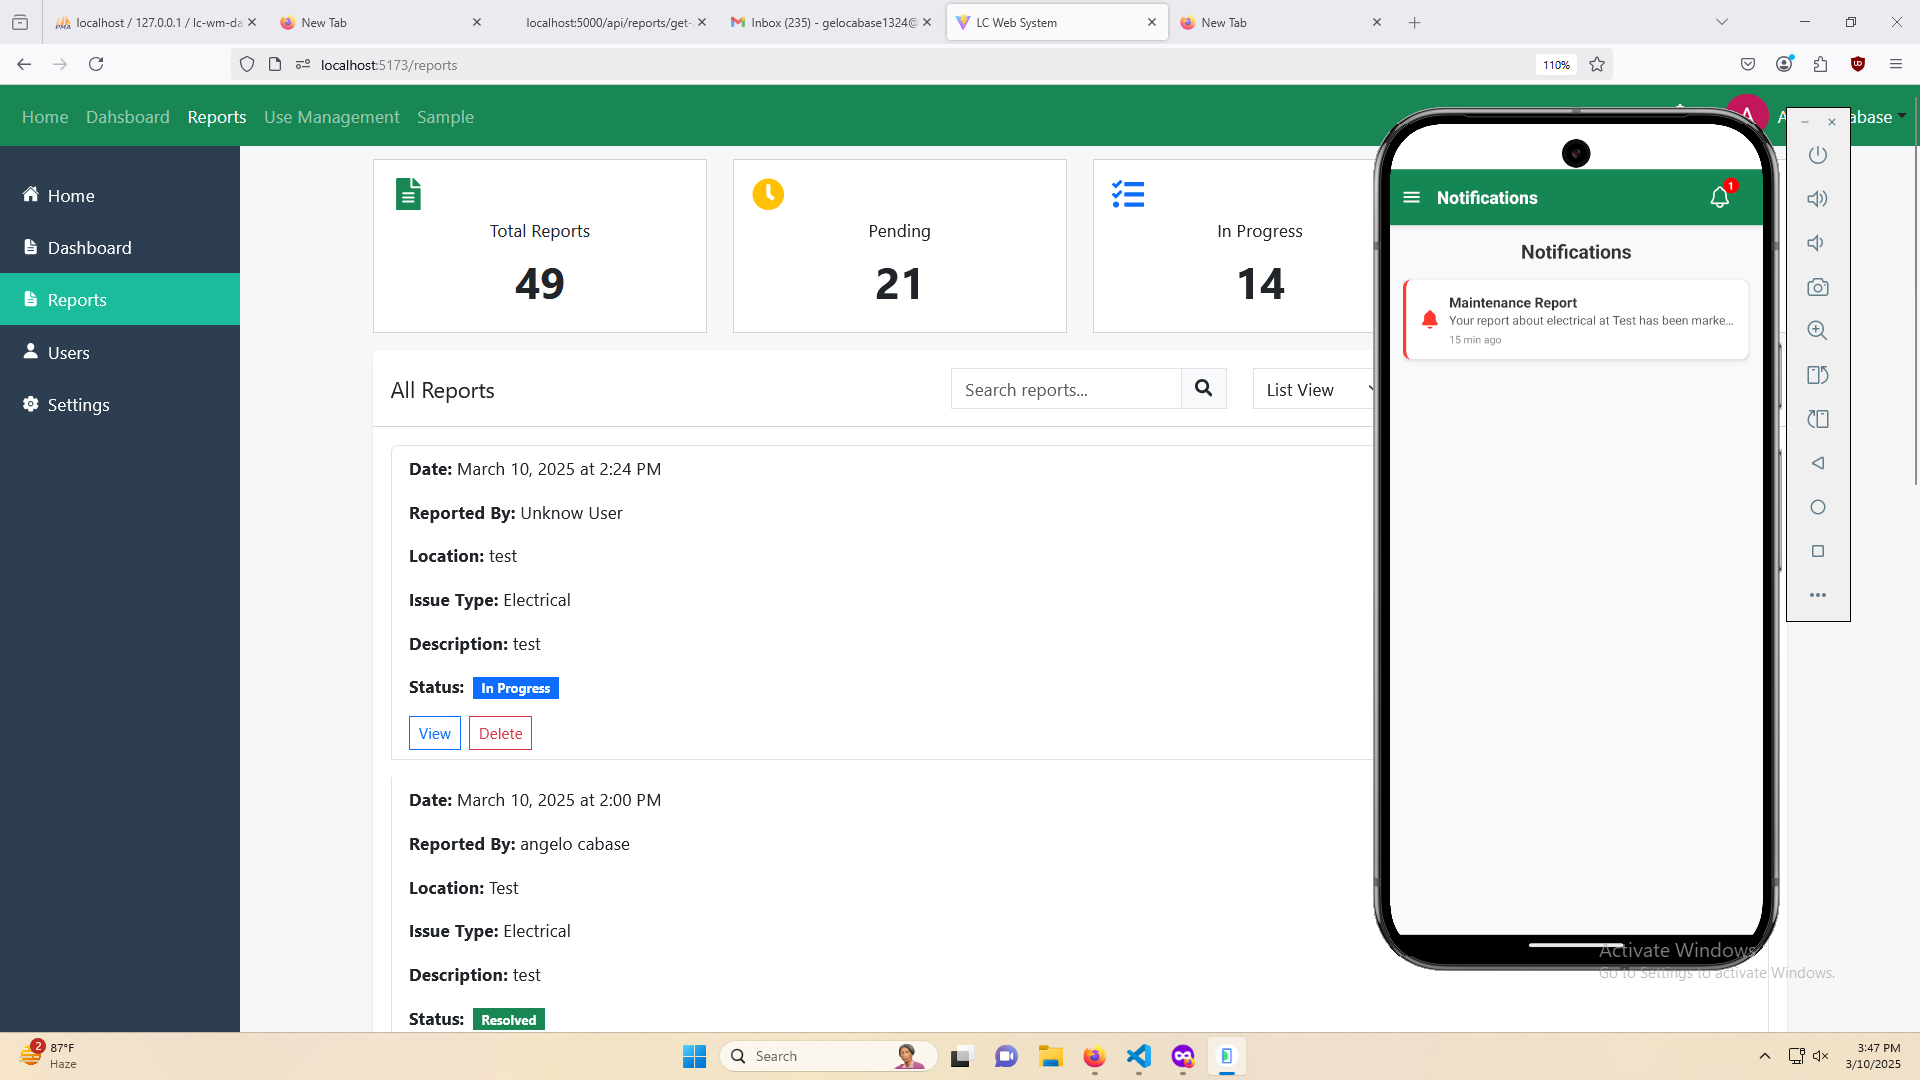 localhost / 127.0.0.1 / lc-wm-da
New Tab
localhost:5000/api/reports/get-
Inbox (235) - gelocabase1324@
LC Web System
New Tab
localhost:5173/reports
110%
Home
Dahsboard
Reports
Use Management
Sample
A
A
abase
Home
Dashboard
Reports
Users
Settings
Total Reports
49
Pending
21
In Progress
14
All Reports
Search reports...
List View
Date: March 10, 2025 at 2:24 PM
Reported By: Unknow User
Location: test
Issue Type: Electrical
Description: test
Status: In Progress
View
Delete
Date: March 10, 2025 at 2:00 PM
Reported By: angelo cabase
Location: Test
Issue Type: Electrical
Description: test
Status: Resolved
Notifications
1
Notifications
Maintenance Report
Your report about electrical at Test has been marke...
15 min ago
Activate Windows
Go to Settings to activate Windows.
2
87°F
Haze
Search
3:47 PM
3/10/2025